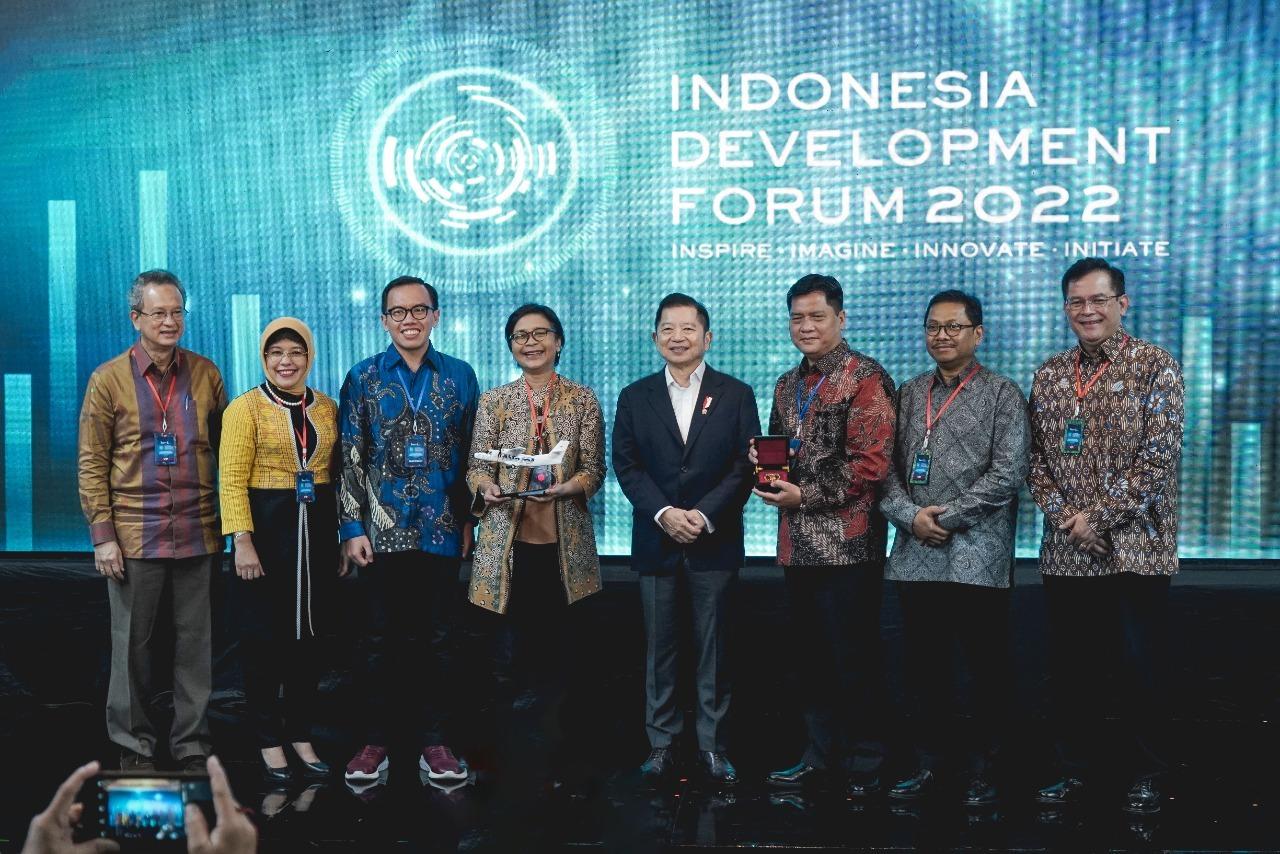 INDONESIA
DEVELOPMENT
FORUM 2022
INSPIRE · IMAGINE · INNOVATE · INITIATE